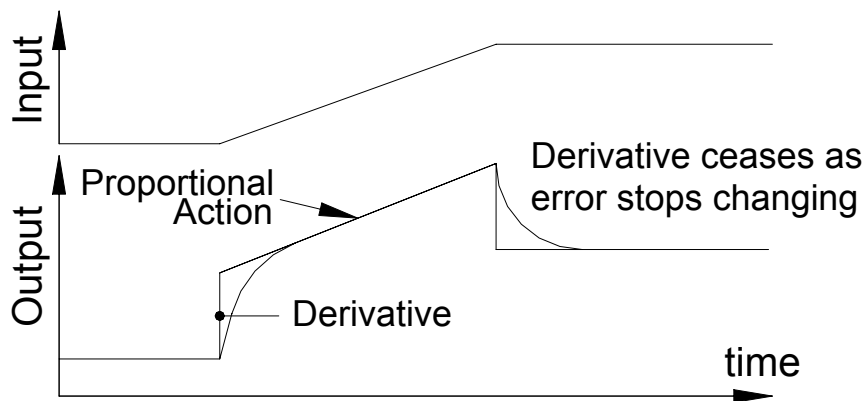 Input
Derivative ceases as
error stops changing
Proportional
Action
Output
Derivative
time